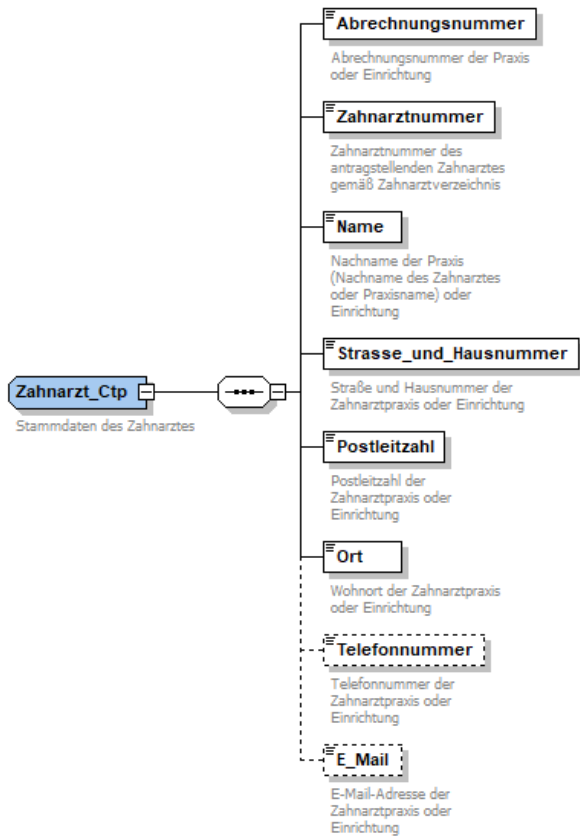 Abrechnungsnummer
Abrechnungsnummer der Praxis
oder Einrichtung
Zahnarztnummer
Zahnarztnummer des
antragstellenden Zahnarztes
gemäß Zahnarztverzeichnis
Name
Nachname der Praxis
(Nachname des Zahnarztes
oder Praxisname) oder
Einrichtung
Strasse_und_Hausnummer
Straße und Hausnummer der
Zahnarztpraxis oder Einrichtung
Zahnarzt_Ctp
Stammdaten des Zahnarztes
Postleitzahl
Postleitzahl der
Zahnarztpraxis oder
Einrichtung
Ort
Wohnort der Zahnarztpraxis
oder Einrichtung
Telefonnummer
Telefonnummer der
Zahnarztpraxis oder
Einrichtung
E_Mail
E-Mail-Adresse der
Zahnarztpraxis oder
Einrichtung